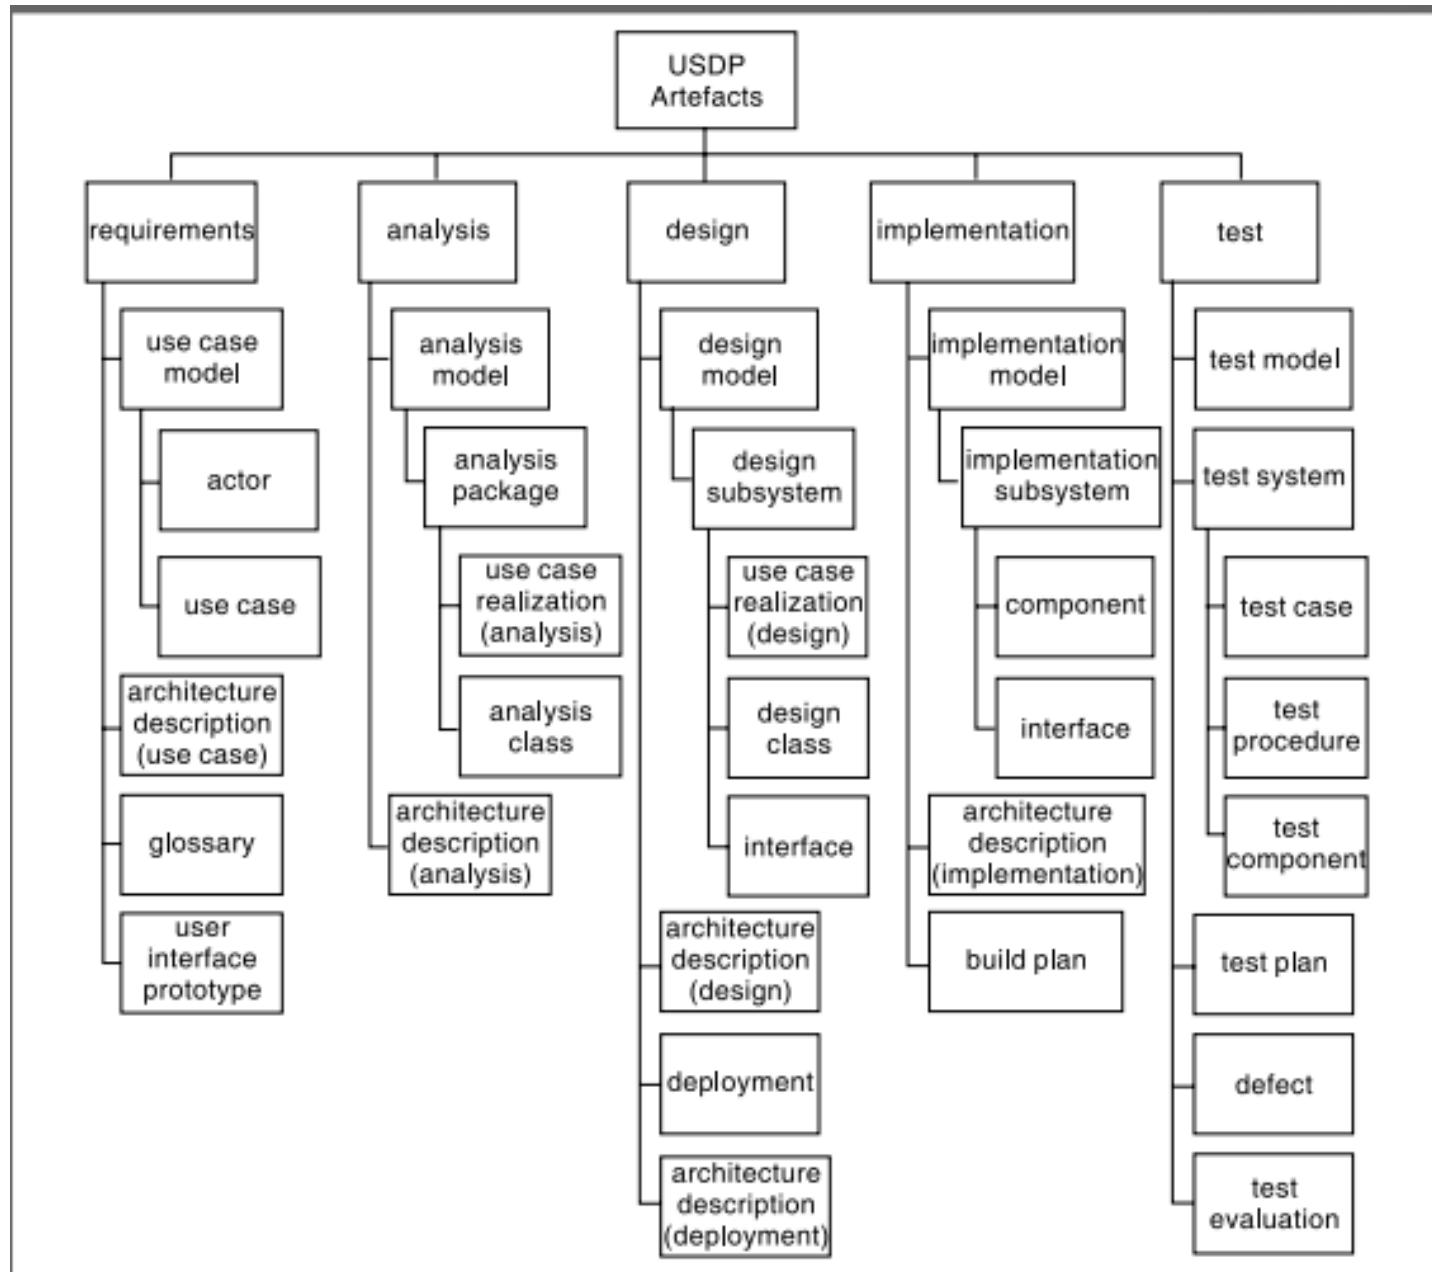 USDP
Artefacts
requirements
analysis
design
implementation
test
use case
model
actor
use case
architecture
description
(use case)
glossary
user
interface
prototype
analysis
model
analysis
package
use case
realization
(analysis)
analysis
class
architecture
description
(analysis)
design
model
design
subsystem
use case
realization
(design)
design
class
interface
architecture
description
(design)
deployment
architecture
description
(deployment)
implementation
model
implementation
subsystem
component
interface
architecture
description
(implementation)
build plan
test model
test system
test case
test
procedure
test
component
test plan
defect
test
evaluation